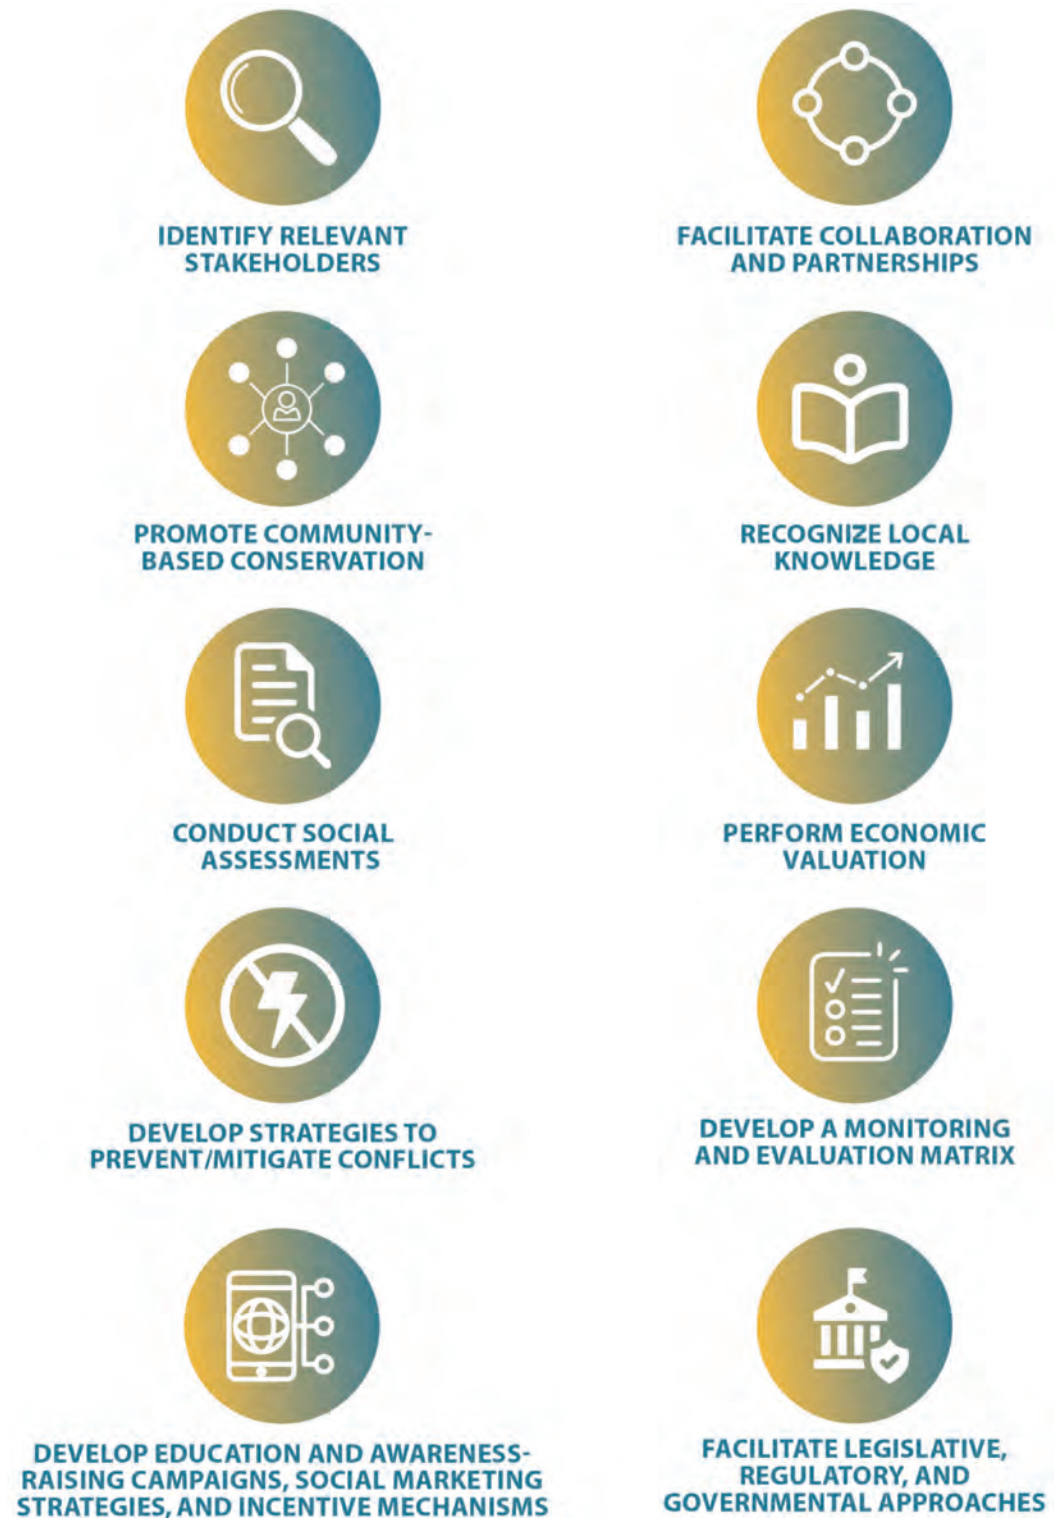 IDENTIFY RELEVANT
STAKEHOLDERS
FACILITATE COLLABORATION
AND PARTNERSHIPS
PROMOTE COMMUNITY-
BASED CONSERVATION
RECOGNIZE LOCAL
KNOWLEDGE
CONDUCT SOCIAL
ASSESSMENTS
PERFORM ECONOMIC
VALUATION
DEVELOP STRATEGIES TO
PREVENT/MITIGATE CONFLICTS
DEVELOP A MONITORING
AND EVALUATION MATRIX
DEVELOP EDUCATION AND AWARENESS-
RAISING CAMPAIGNS, SOCIAL MARKETING
STRATEGIES, AND INCENTIVE MECHANISMS
FACILITATE LEGISLATIVE,
REGULATORY, AND
GOVERNMENTAL APPROACHES